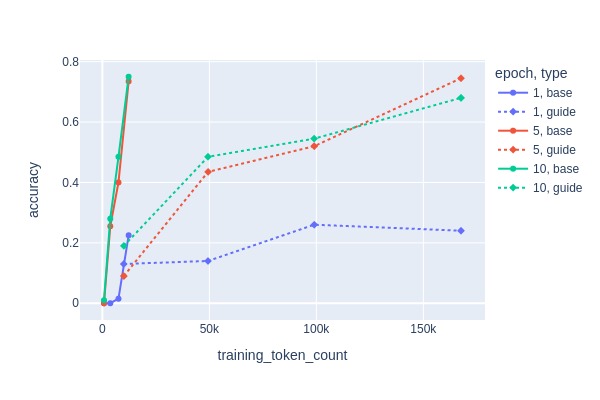 epoch, type
1, base
1, guide
5, base
5, guide
10, base
10, guide
0.8
0.6
0.4
0.2
0
accuracy
0
50k
100k
150k
training_token_count